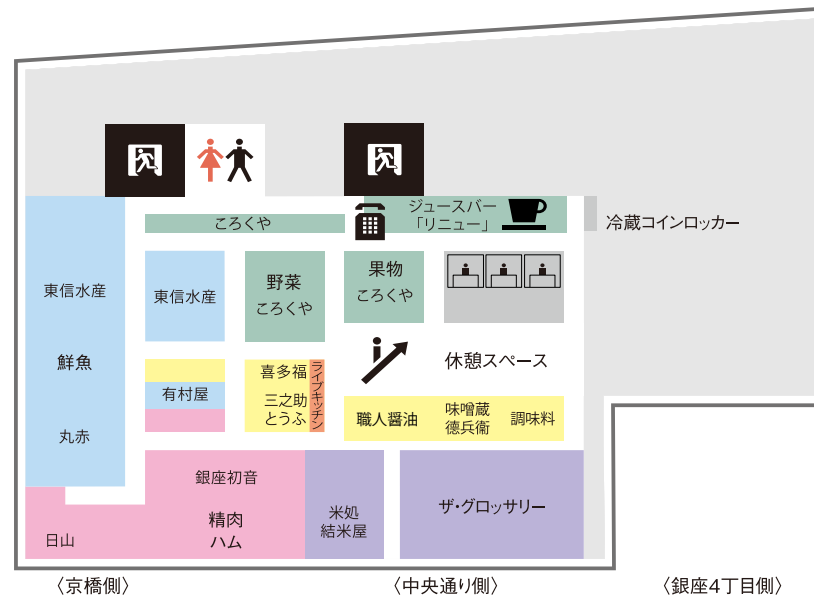 ころくや
ジュースバー
「リニュー」
冷蔵コインロッカー
東信水産
東信水産
野菜
ころくや
果物
ころくや
鮮魚
休憩スペース
有村屋
喜多福
三之助
とうふ
ライブキッチン
丸赤
職人醤油
味噌蔵
德兵衞
調味料
銀座初音
精肉
ハム
日山
米処
結米屋
ザ・グロッサリー
〈京橋側〉
〈中央通り側〉
〈銀座4丁目側〉